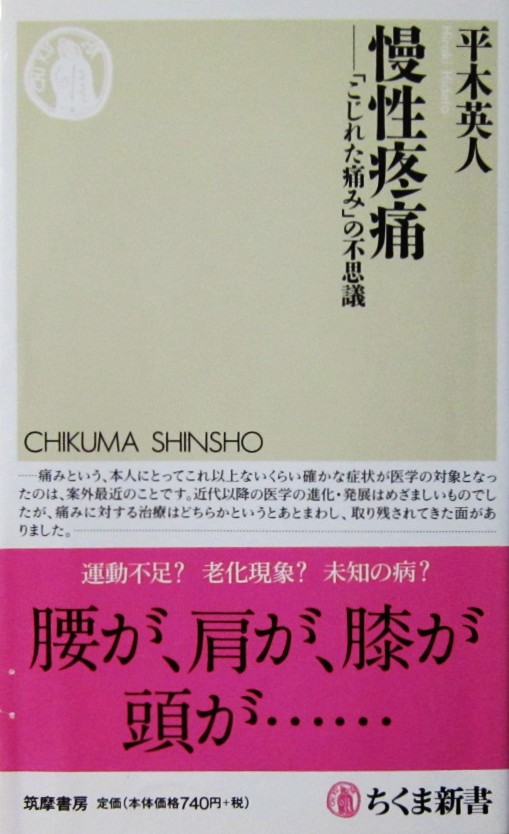 平木英人
Hiraki Hideto
慢性疼痛
──「こじれた痛み」の不思議
CHIKUMA SHINSHO
……痛みという、本人にとってこれ以上ないくらい確かな症状が医学の対象となっ
たのは、案外最近のことです。近代以降の医学の進化・発展はめざましいものでし
たが、痛みに対する治療はどちらかというとあとまわし、取り残されてきた面があ
りました。……
運動不足? 老化現象? 未知の病?
腰が、肩が、膝が
頭が……
筑摩書房 定価(本体価格740円+税)
ちくま新書